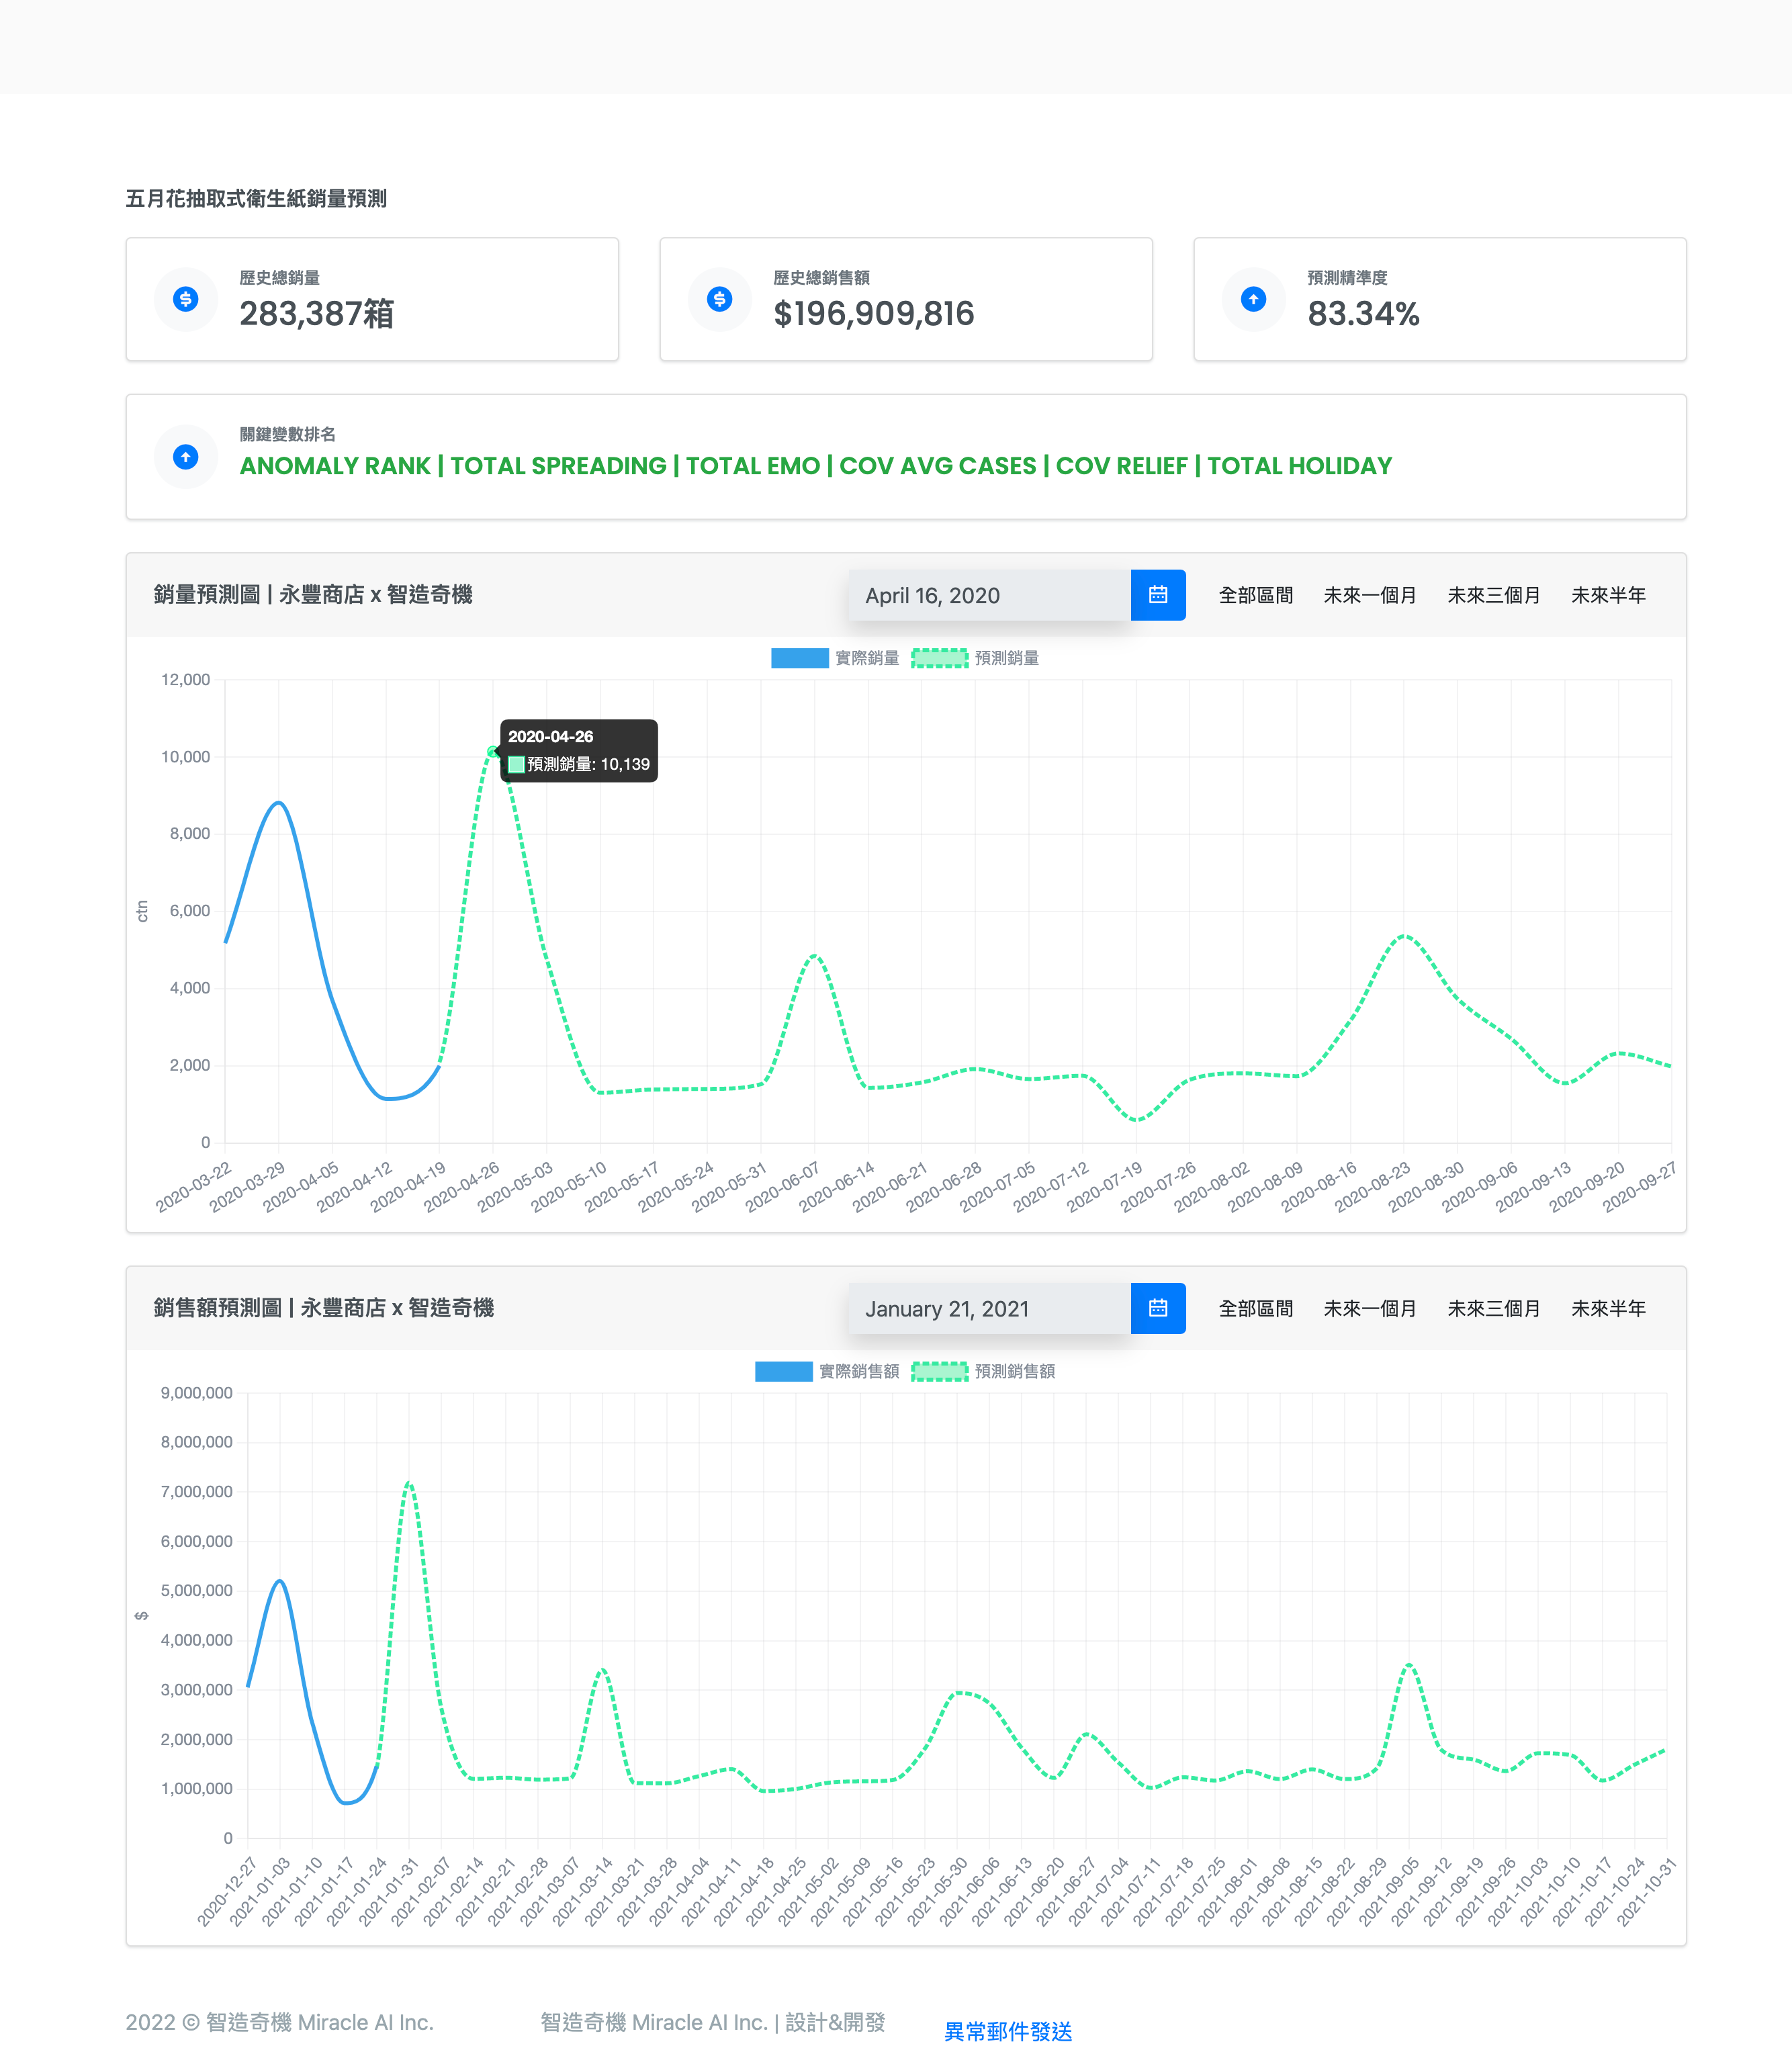 五月花抽取式衛生紙銷量預測
歷史總銷量
283,387箱
歷史總銷售額
$196,909,816
預測精準度
83.34%
關鍵變數排名
ANOMALY RANK | TOTAL SPREADING | TOTAL EMO | COV AVG CASES | COV RELIEF | TOTAL HOLIDAY
銷量預測圖 | 永豐商店 x 智造奇機
April 16, 2020
全部區間 未來一個月 未來三個月 未來半年
實際銷量 預測銷量
12,000
10,000
8,000
6,000
4,000
2,000
0
ctn
2020-04-26
預測銷量: 10,139
2020-03-22 2020-03-29 2020-04-05 2020-04-12 2020-04-19 2020-04-26 2020-05-03 2020-05-10 2020-05-17 2020-05-24 2020-05-31 2020-06-07 2020-06-14 2020-06-21 2020-06-28 2020-07-05 2020-07-12 2020-07-19 2020-07-26 2020-08-02 2020-08-09 2020-08-16 2020-08-23 2020-08-30 2020-09-06 2020-09-13 2020-09-20 2020-09-27
銷售額預測圖 | 永豐商店 x 智造奇機
January 21, 2021
全部區間 未來一個月 未來三個月 未來半年
實際銷售額 預測銷售額
9,000,000
8,000,000
7,000,000
6,000,000
5,000,000
4,000,000
3,000,000
2,000,000
1,000,000
0
$
2020-12-27 2021-01-03 2021-01-10 2021-01-17 2021-01-24 2021-01-31 2021-02-07 2021-02-14 2021-02-21 2021-02-28 2021-03-07 2021-03-14 2021-03-21 2021-03-28 2021-04-04 2021-04-11 2021-04-18 2021-04-25 2021-05-02 2021-05-09 2021-05-16 2021-05-23 2021-05-30 2021-06-06 2021-06-13 2021-06-20 2021-06-27 2021-07-04 2021-07-11 2021-07-18 2021-07-25 2021-08-01 2021-08-08 2021-08-15 2021-08-22 2021-08-29 2021-09-05 2021-09-12 2021-09-19 2021-09-26 2021-10-03 2021-10-10 2021-10-17 2021-10-24 2021-10-31
2022 © 智造奇機 Miracle AI Inc.
智造奇機 Miracle AI Inc. | 設計&開發
異常郵件發送